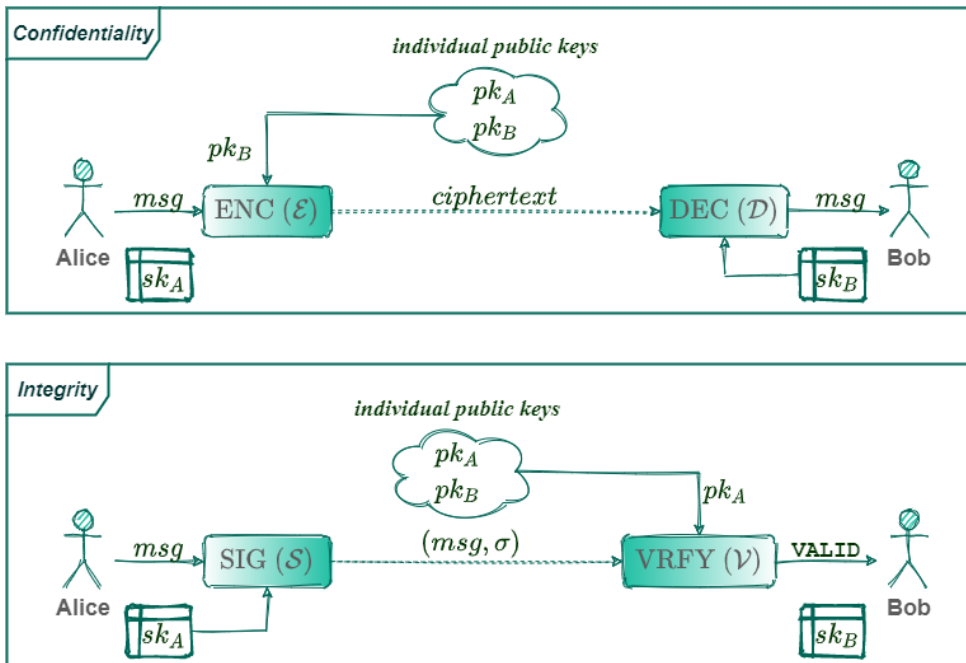 Confidentiality
individual public keys
pk_A
pk_B
pk_B
msg
ENC (ℰ)
ciphertext
DEC (𝒟)
msg
Alice
sk_A
sk_B
Bob
Integrity
individual public keys
pk_A
pk_B
pk_A
msg
SIG (𝒮)
(msg, σ)
VRFY (𝒱)
VALID
Alice
sk_A
sk_B
Bob